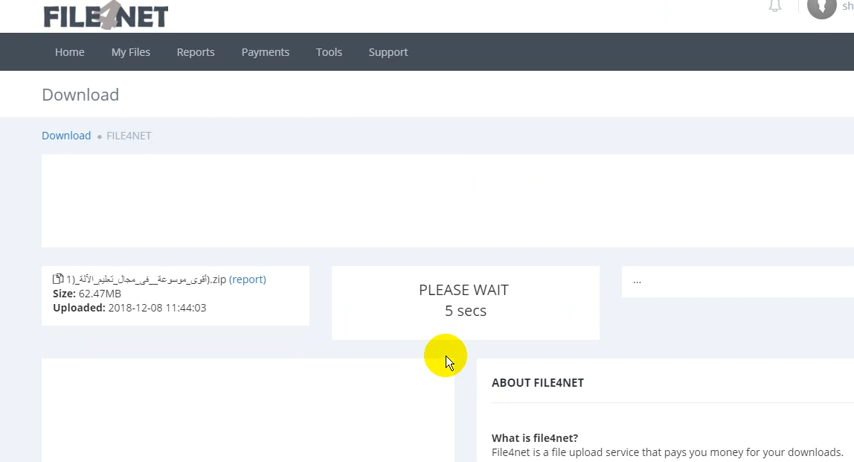 FILE4NET
sh
Home My Files Reports Payments Tools Support
Download
Download • FILE4NET
أقوى_موسوعة__فى_مجال_تطيم_الآلة_(1).zip (report)
Size: 62.47MB
Uploaded: 2018-12-08 11:44:03
PLEASE WAIT
5 secs
...
ABOUT FILE4NET
What is file4net?
File4net is a file upload service that pays you money for your downloads.